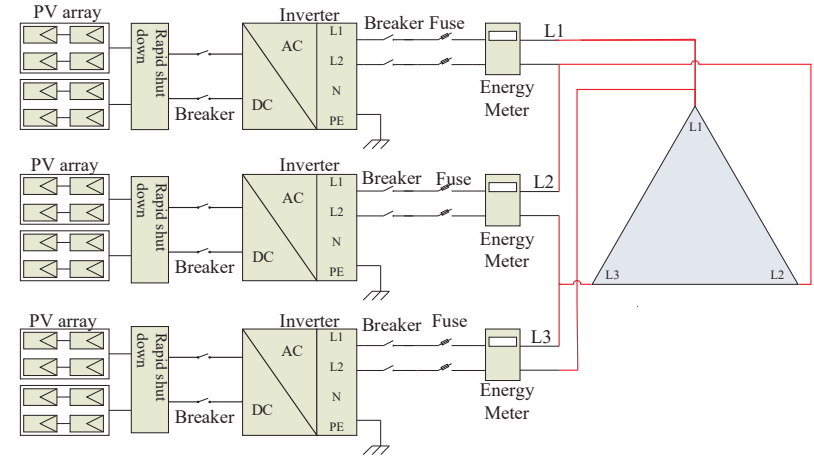 PV array
Rapid shut
down
Breaker
Inverter
AC
DC
L1
L2
N
PE
Breaker Fuse
Energy
Meter
L1
PV array
Rapid shut
down
Breaker
Inverter
AC
DC
L1
L2
N
PE
Breaker
Fuse
Energy
Meter
L2
PV array
Rapid shut
down
Breaker
Inverter
AC
DC
L1
L2
N
PE
Breaker
Fuse
Energy
Meter
L3
L1
L3
L2